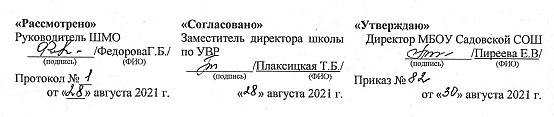 «Рассмотрено»
Руководитель ШМО
/ФедороваГ.Б./
(подпись) (ФИО)
Протокол № 1
от «28» августа 2021 г.
«Согласовано»
Заместитель директора школы
по УВР
/Плаксицкая Т.Б./
(подпись) (ФИО)
«28» августа 2021 г.
«Утверждаю»
Директор МБОУ Садовской СОШ
/Пиреева Е.В/
(подпись) (ФИО)
Приказ № 82
от «30» августа 2021 г.